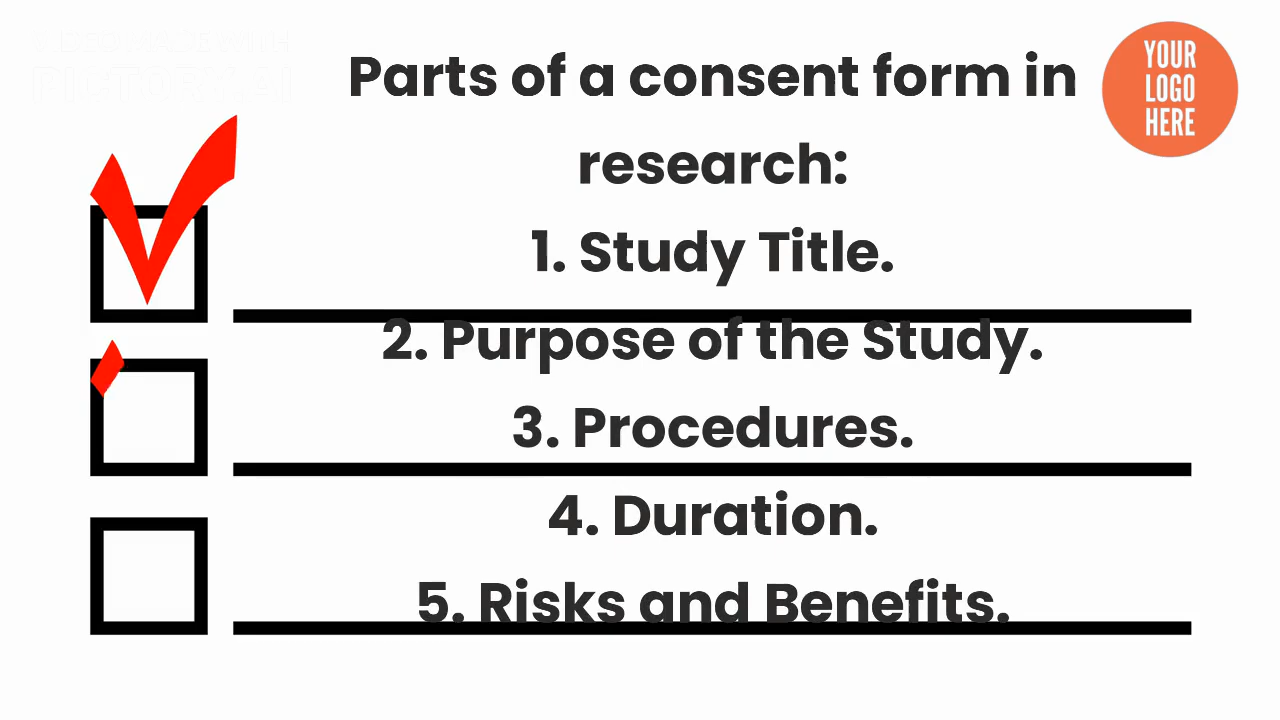 Parts of a consent form in
research:
1. Study Title.
2. Purpose of the Study.
3. Procedures.
4. Duration.
5. Risks and Benefits.
YOUR
LOGO
HERE